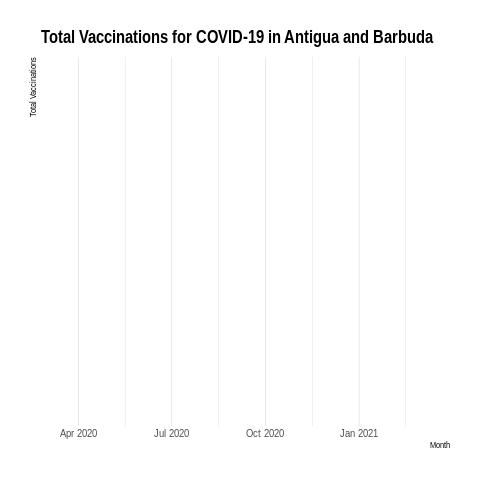 Total Vaccinations for COVID-19 in Antigua and Barbuda
Total Vaccinations
Apr 2020
Jul 2020
Oct 2020
Jan 2021
Month